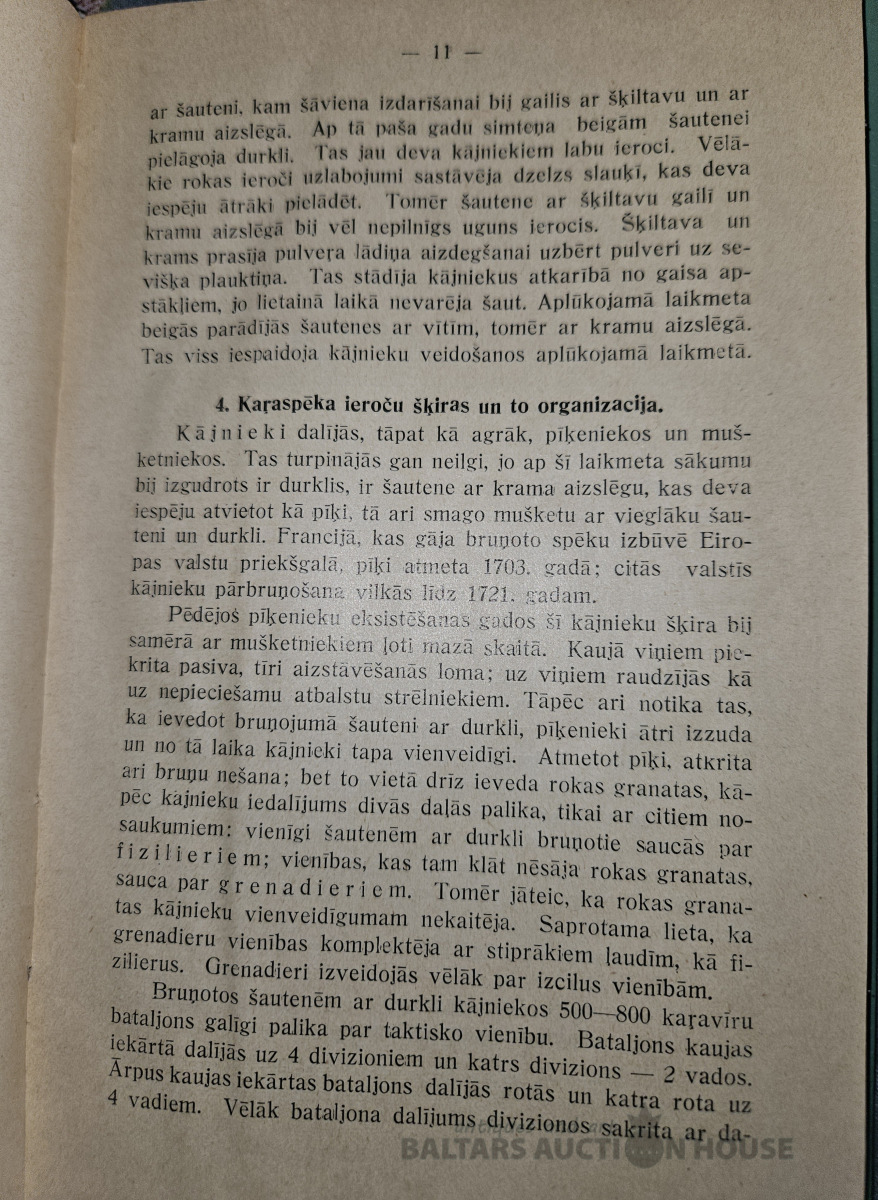 — 11 —
ar šauteni, kam šāviena izdarīšanai bij gailis ar šķiltavu un ar
kramu aizslēgā. Ap tā paša gadu simteņa beigām šautenei
pielāgoja durkli. Tas jau deva kājniekiem labu ieroci. Vēlā-
kie rokas ieroči uzlabojumi sastāvēja dzelzs slauķī, kas deva
iespēju ātrāki pielādēt. Tomēr šautene ar šķiltavu gailī un
kramu aizslēgā bij vēl nepilnīgs uguns ierocis. Šķiltava un
krams prasīja pulveŗa lādiņa aizdegšanai uzbērt pulveri uz se-
višķa plauktiņa. Tas stādīja kājniekus atkarībā no gaisa ap-
stākļiem, jo lietainā laikā nevarēja šaut. Aplūkojamā laikmeta
beigās parādījās šautenes ar vītīm, tomēr ar kramu aizslēgā.
Tas viss iespaidoja kājnieku veidošanos aplūkojamā laikmetā.
4. Kaŗaspēka ieroču šķiras un to organizacija.
Kājnieki dalījās, tāpat kā agrāk, pīķeniekos un muš-
ketniekos. Tas turpinājās gan neilgi, jo ap šī laikmeta sākumu
bij izgudrots ir durklis, ir šautene ar krama aizslēgu, kas deva
iespēju atvietot kā pīķi, tā ari smago mušketu ar vieglāku šau-
teni un durkli. Francijā, kas gāja bruņoto spēku izbūvē Eiro-
pas valstu priekšgalā, pīķi atmeta 1703. gadā; citās valstīs
kājnieku pārbruņošana vilkās līdz 1721. gadam.
Pēdējos pīķenieku eksistēšanas gados šī kājnieku šķira bij
samērā ar mušketniekiem ļoti mazā skaitā. Kaujā viņiem pie-
krita pasiva, tīri aizstāvēšanās loma; uz viņiem raudzījās kā
uz nepieciešamu atbalstu strēlniekiem. Tāpēc ari notika tas,
ka ievedot bruņojumā šauteni ar durkli, pīķenieki ātri izzuda
un no tā laika kājnieki tapa vienveidīgi. Atmetot pīķi, atkrita
ari bruņu nešana; bet to vietā drīz ieveda rokas granatas, kā-
pēc kājnieku iedalījums divās daļās palika, tikai ar citiem no-
saukumiem: vienīgi šautenēm ar durkli bruņotie saucās par
fizilieriem; vienības, kas tam klāt nēsāja rokas granatas,
sauca par grenadieriem. Tomēr jāteic, ka rokas grana-
tas kājnieku vienveidīgumam nekaitēja. Saprotama lieta, ka
grenadieru vienības komplektēja ar stiprākiem ļaudīm, kā fi-
zilierus. Grenadieri izveidojās vēlāk par izcilus vienībām.
Bruņotos šautenēm ar durkli kājniekos 500—800 kaŗavīru
bataljons galīgi palika par taktisko vienību. Bataljons kaujas
iekārtā dalījās uz 4 divizioniem un katrs divizions — 2 vados.
Ārpus kaujas iekārtas bataljons dalījās rotās un katra rota uz
4 vadiem. Vēlāk bataljona dalījums divizionos sakrita ar da-
BALTARS AUCTION HOUSE